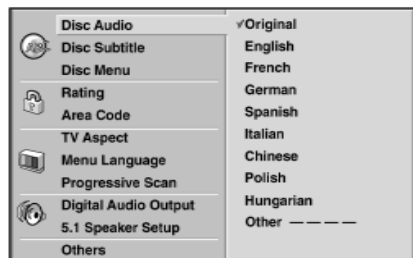 Disc Audio
Disc Subtitle
Disc Menu
Rating
Area Code
TV Aspect
Menu Language
Progressive Scan
Digital Audio Output
5.1 Speaker Setup
Others
✓Original
English
French
German
Spanish
Italian
Chinese
Polish
Hungarian
Other — — — —